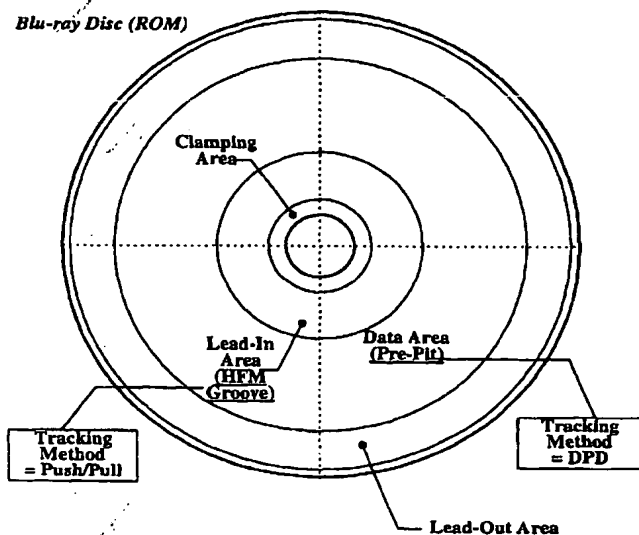 Blu-ray Disc (ROM)
Clamping
Area
Lead-In
Area
(HFM
Groove)
Data Area
(Pre-Pit)
Tracking
Method
= Push/Pull
Tracking
Method
= DPD
Lead-Out Area